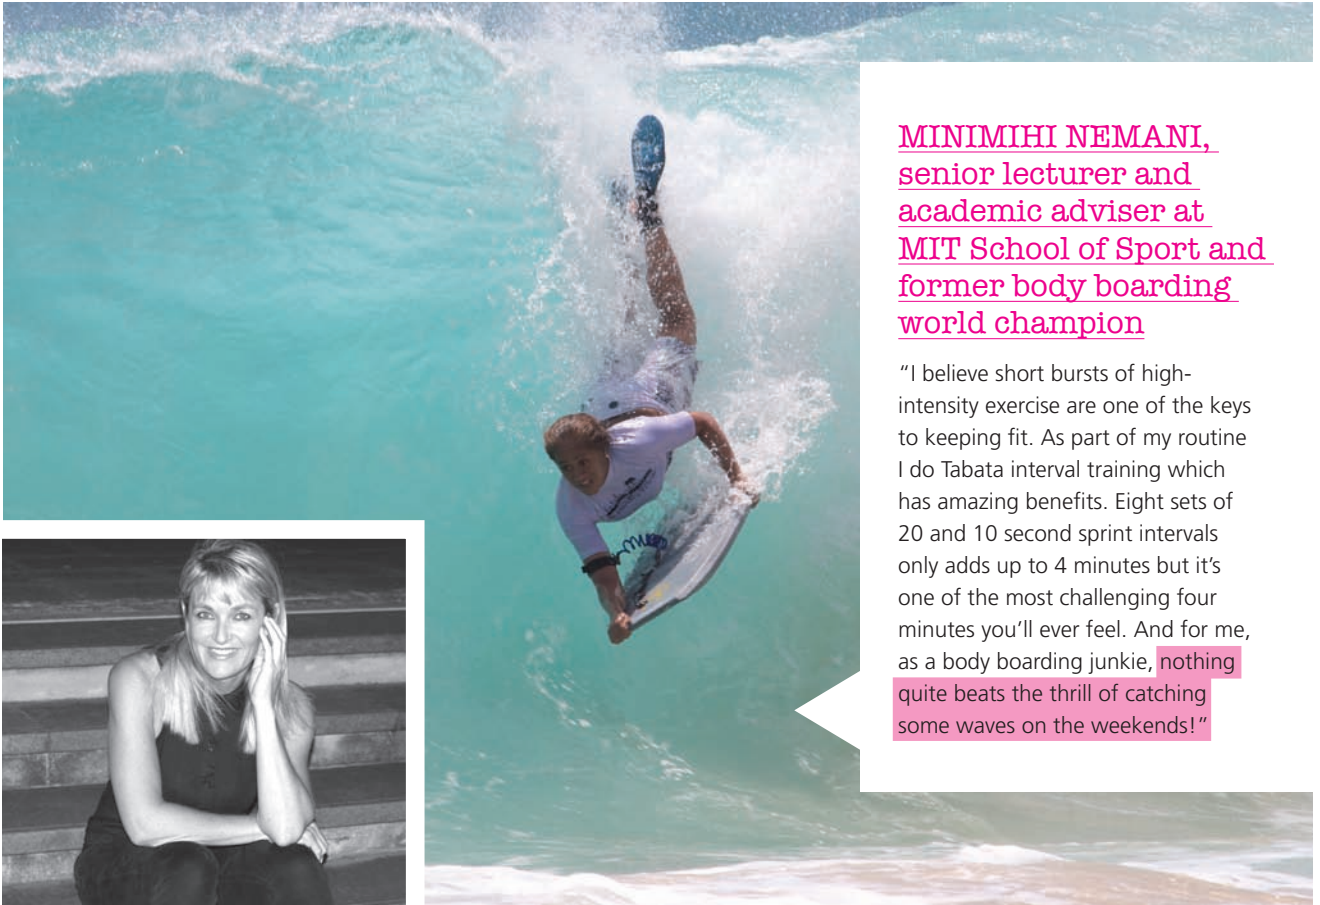 MINIMIHI NEMANI,
senior lecturer and
academic adviser at
MIT School of Sport and
former body boarding
world champion
“I believe short bursts of high-
intensity exercise are one of the keys
to keeping fit. As part of my routine
I do Tabata interval training which
has amazing benefits. Eight sets of
20 and 10 second sprint intervals
only adds up to 4 minutes but it’s
one of the most challenging four
minutes you’ll ever feel. And for me,
as a body boarding junkie, nothing
quite beats the thrill of catching
some waves on the weekends!”